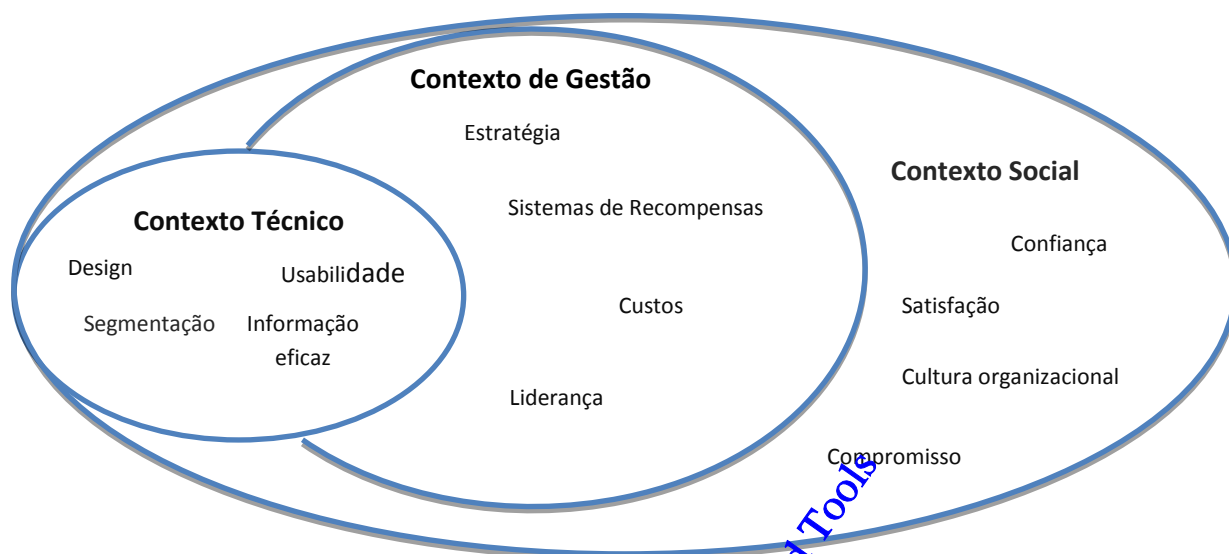 Contexto de Gestão
Estratégia
Sistemas de Recompensas
Custos
Liderança
Contexto Técnico
Design
Usabilidade
Segmentação
Informação
eficaz
Contexto Social
Confiança
Satisfação
Cultura organizacional
Compromisso
Tools